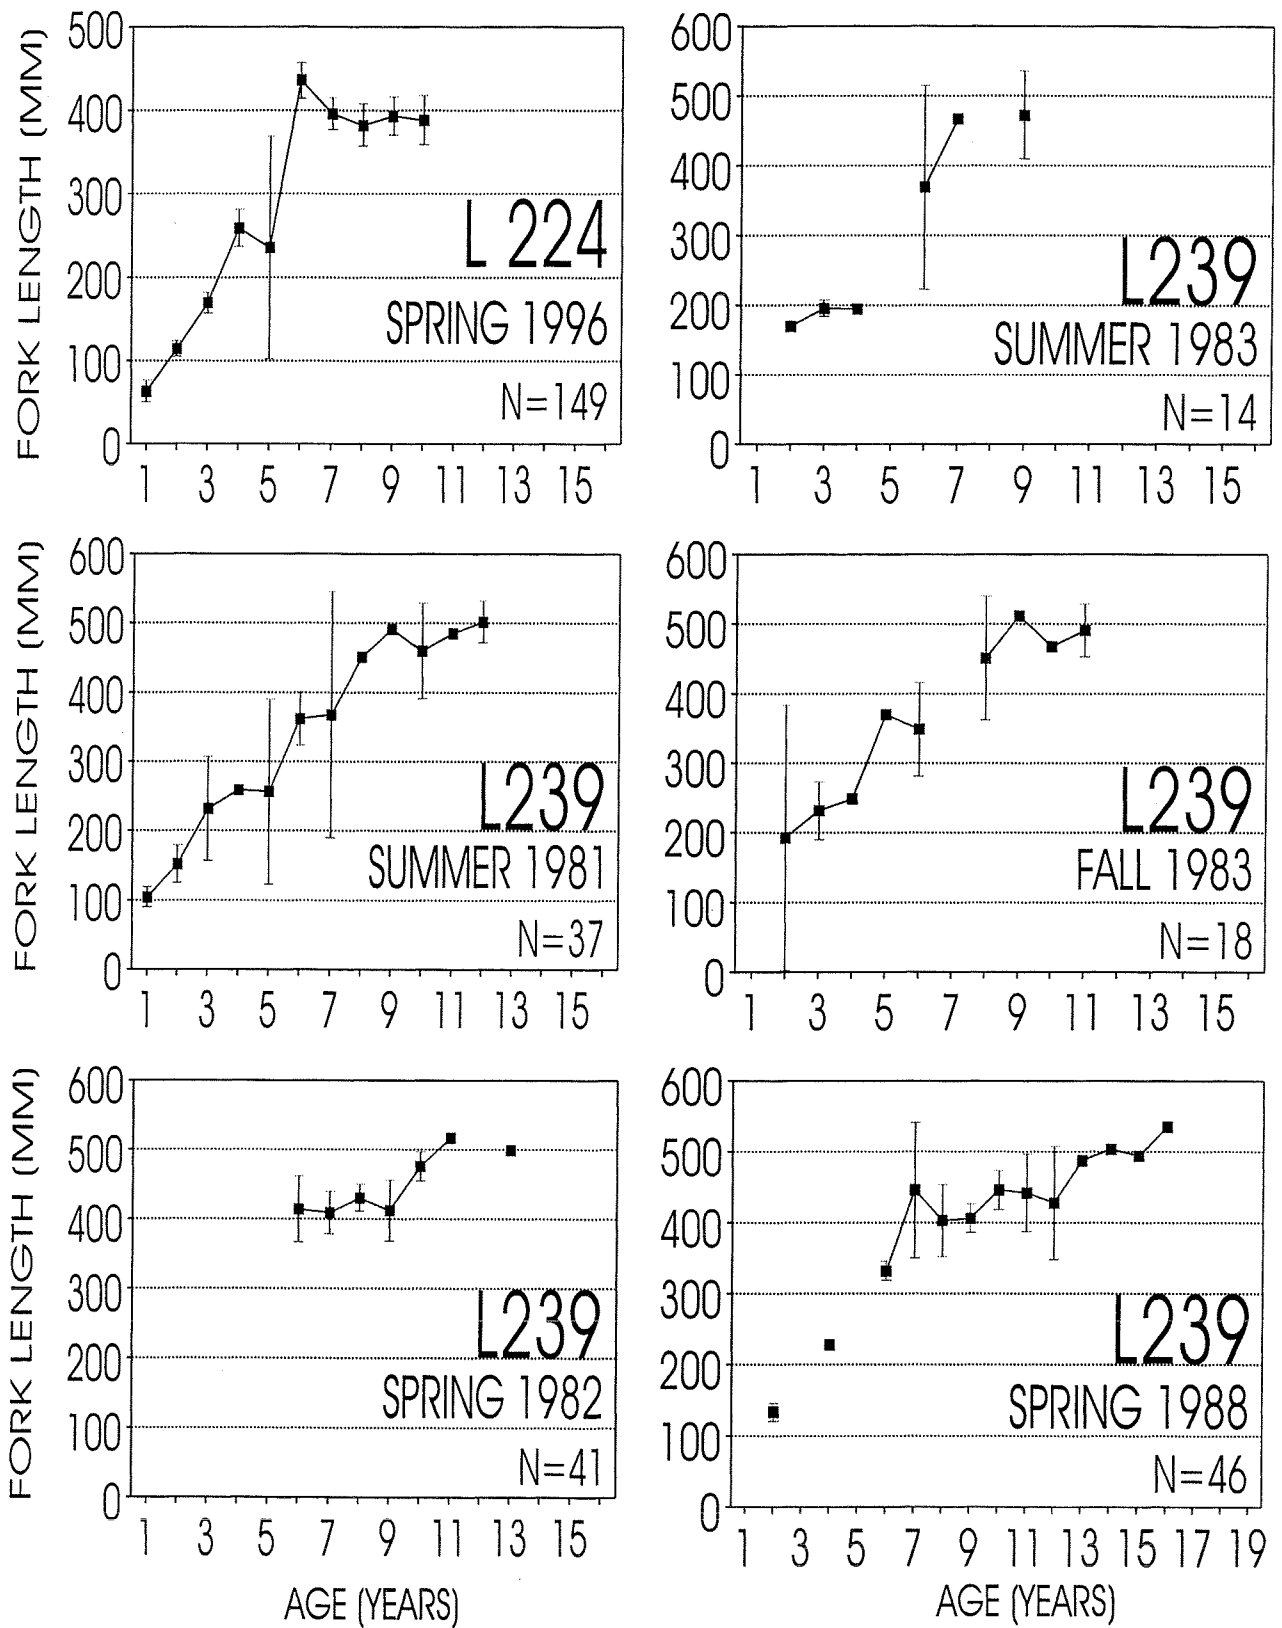 FORK LENGTH (MM)
500
400
300
200
100
0
L 224
SPRING 1996
N=149
1 3 5 7 9 11 13 15
600
500
400
300
200
100
0
L239
SUMMER 1983
N=14
1 3 5 7 9 11 13 15
FORK LENGTH (MM)
600
500
400
300
200
100
0
L239
SUMMER 1981
N=37
1 3 5 7 9 11 13 15
600
500
400
300
200
100
0
L239
FALL 1983
N=18
1 3 5 7 9 11 13 15
FORK LENGTH (MM)
600
500
400
300
200
100
0
L239
SPRING 1982
N=41
1 3 5 7 9 11 13 15
AGE (YEARS)
600
500
400
300
200
100
0
L239
SPRING 1988
N=46
1 3 5 7 9 11 13 15 17 19
AGE (YEARS)